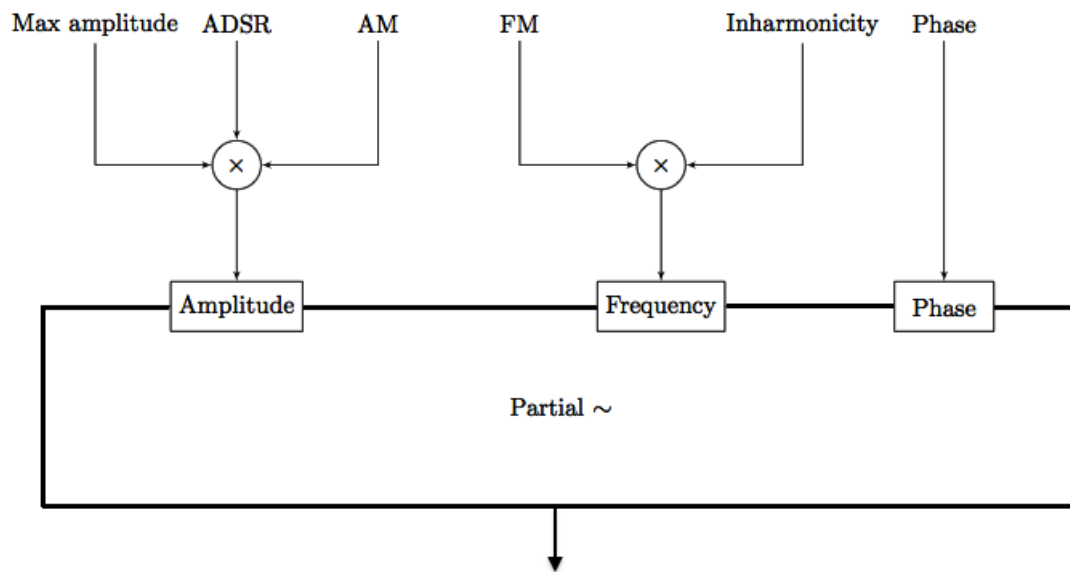 Max amplitude ADSR AM FM Inharmonicity Phase
× ×
Amplitude Frequency Phase
Partial ∼